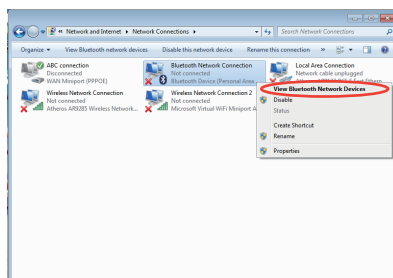 « Network and Internet ▸ Network Connections ▸
Search Network Connections
Organize ▾ View Bluetooth network devices Disable this network device Rename this connection »
ABC connection
Disconnected
WAN Miniport (PPPOE)
Bluetooth Network Connection
Not connected
Bluetooth Device (Personal Area
Local Area Connection
Network cable unplugged
Wireless Network Connection
Not connected
Atheros AR9285 Wireless Network...
Wireless Network Connection 2
Not connected
Microsoft Virtual WiFi Miniport A
View Bluetooth Network Devices
Disable
Status
Create Shortcut
Rename
Properties